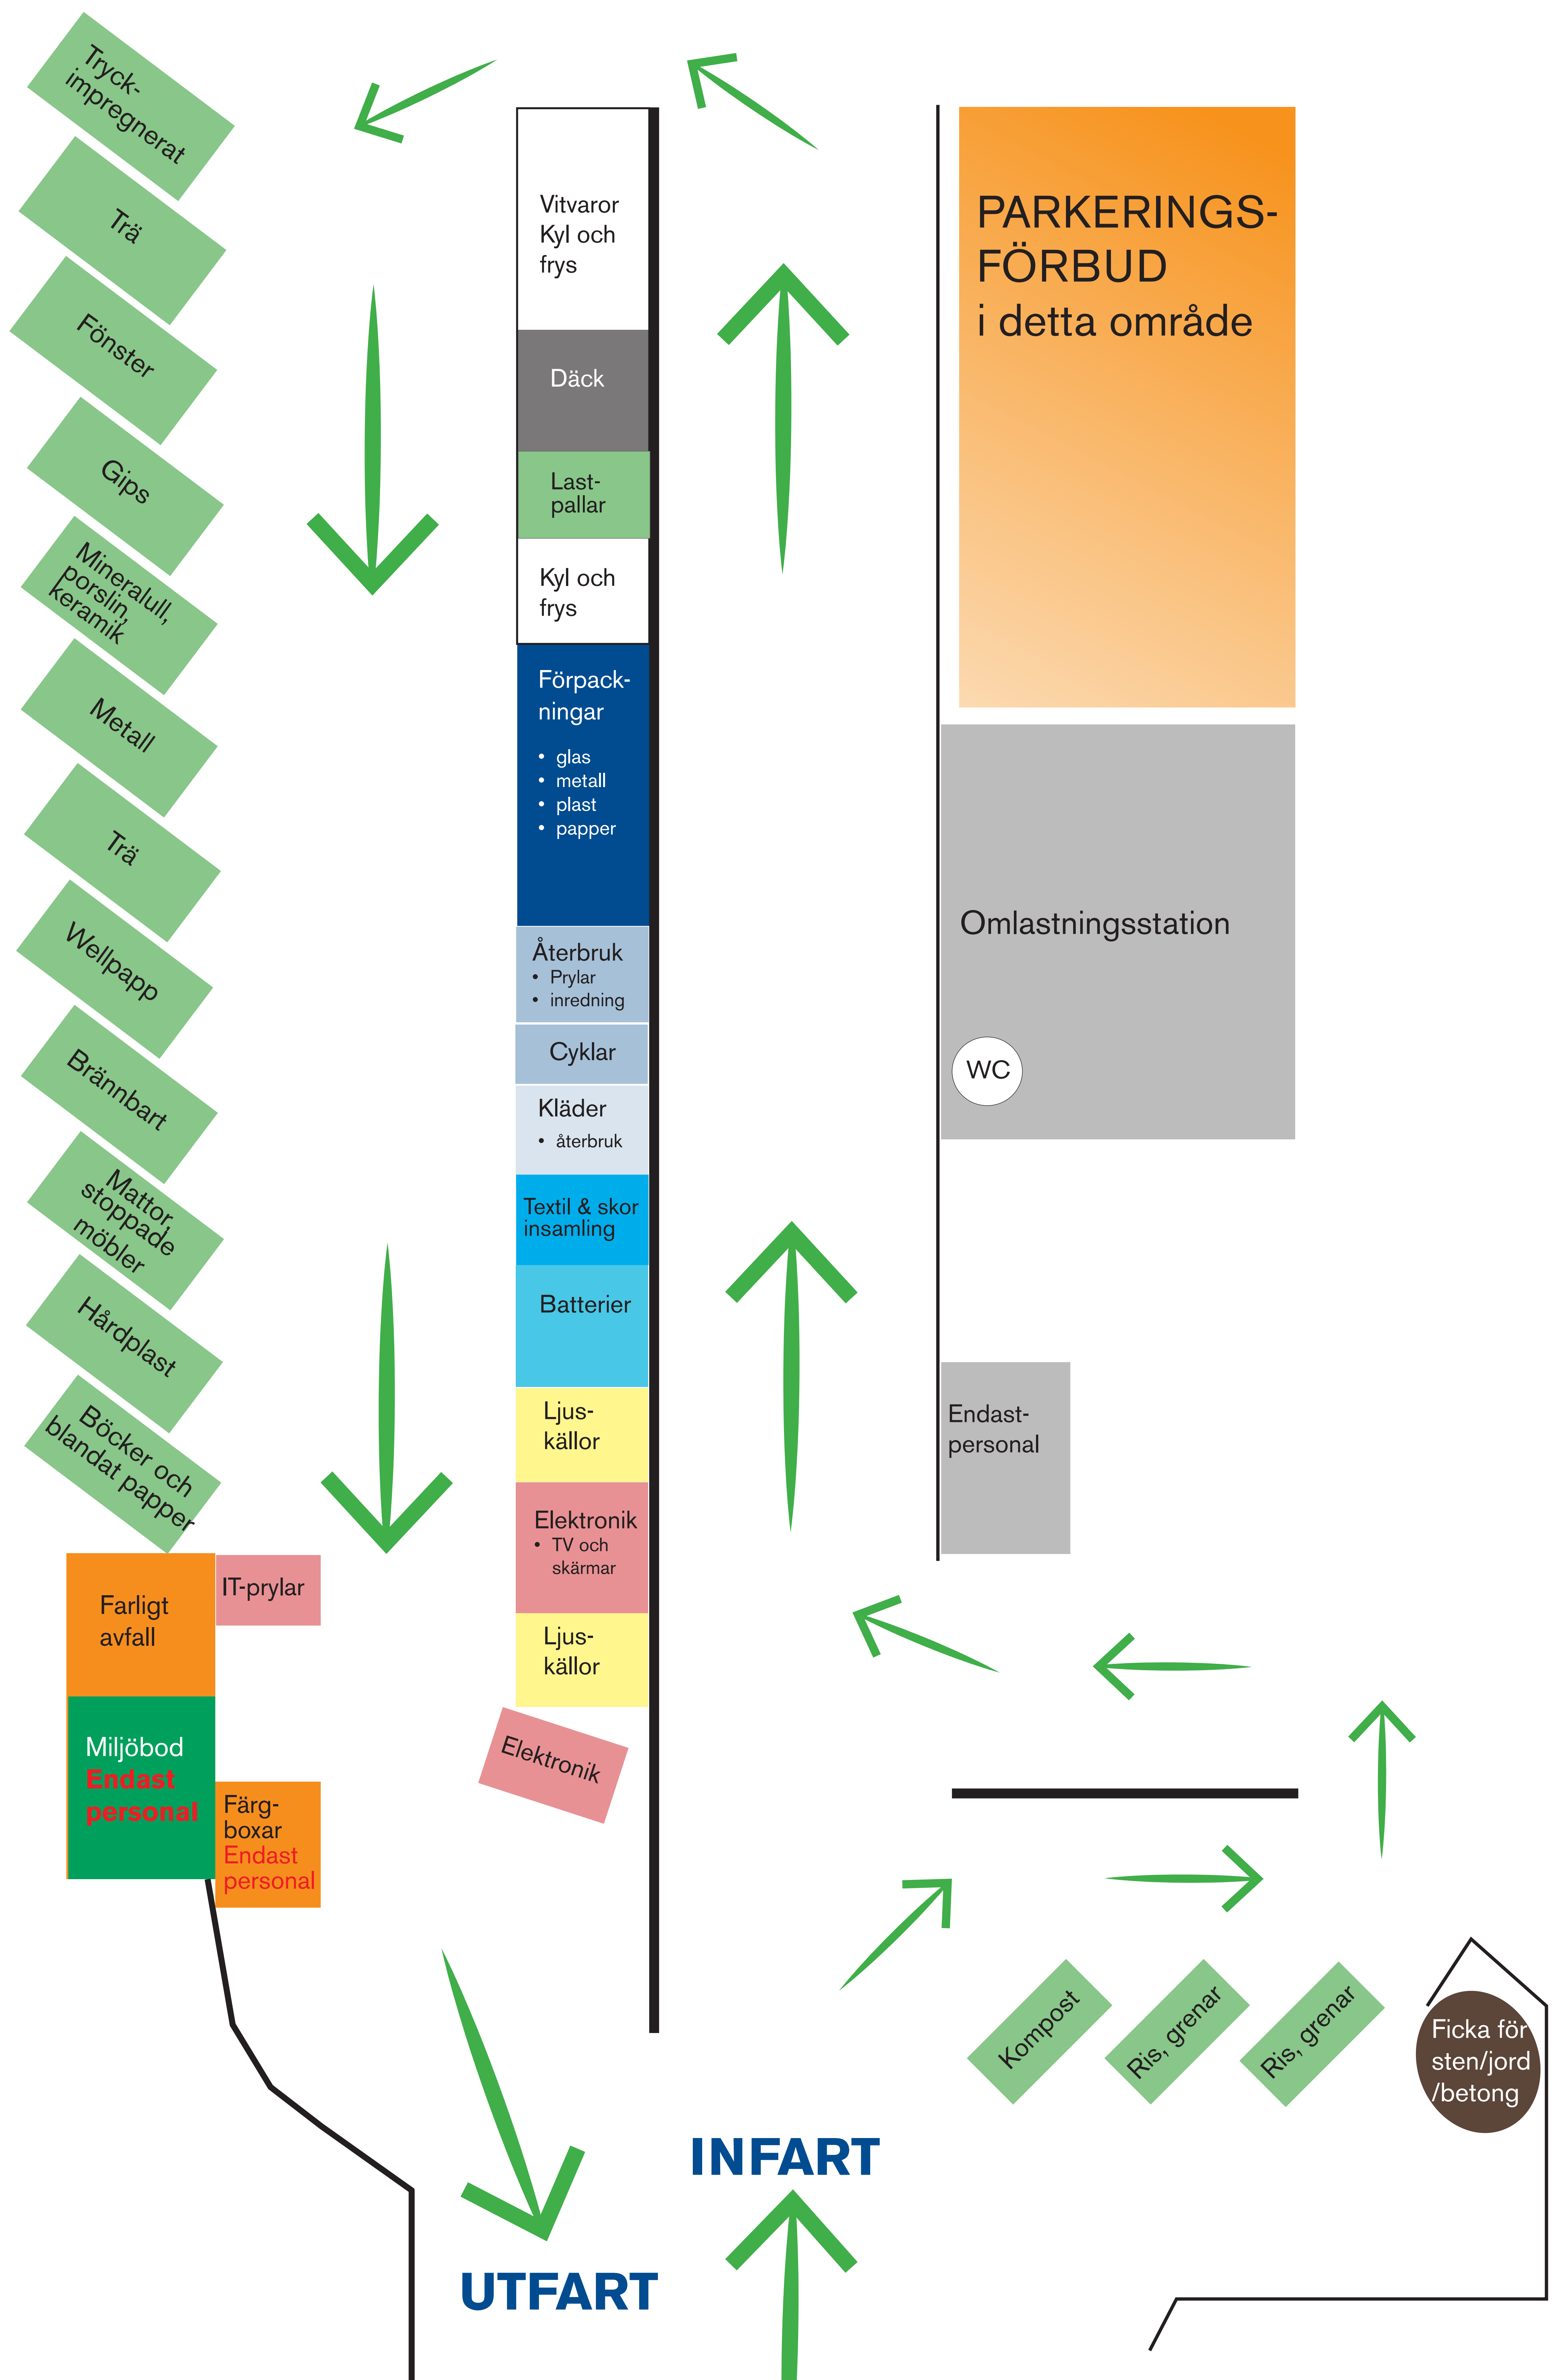 Tryck-
impregnerat
Trä
Fönster
Gips
Mineralull,
porslin,
keramik
Metall
Trä
Wellpapp
Brännbart
Mattor,
stoppade
möbler
Hårdplast
Böcker och
blandat papper
Farligt
avfall
IT-prylar
Miljöbod
Endast
personal
Färg-
boxar
Endast
personal
Vitvaror
Kyl och
frys
Däck
Last-
pallar
Kyl och
frys
Förpack-
ningar
• glas
• metall
• plast
• papper
Återbruk
• Prylar
• inredning
Cyklar
Kläder
• återbruk
Textil & skor
insamling
Batterier
Ljus-
källor
Elektronik
• TV och
skärmar
Ljus-
källor
Elektronik
PARKERINGS-
FÖRBUD
i detta område
Omlastningsstation
WC
Endast-
personal
Kompost
Ris, grenar
Ris, grenar
Ficka för
sten/jord
/betong
INFART
UTFART